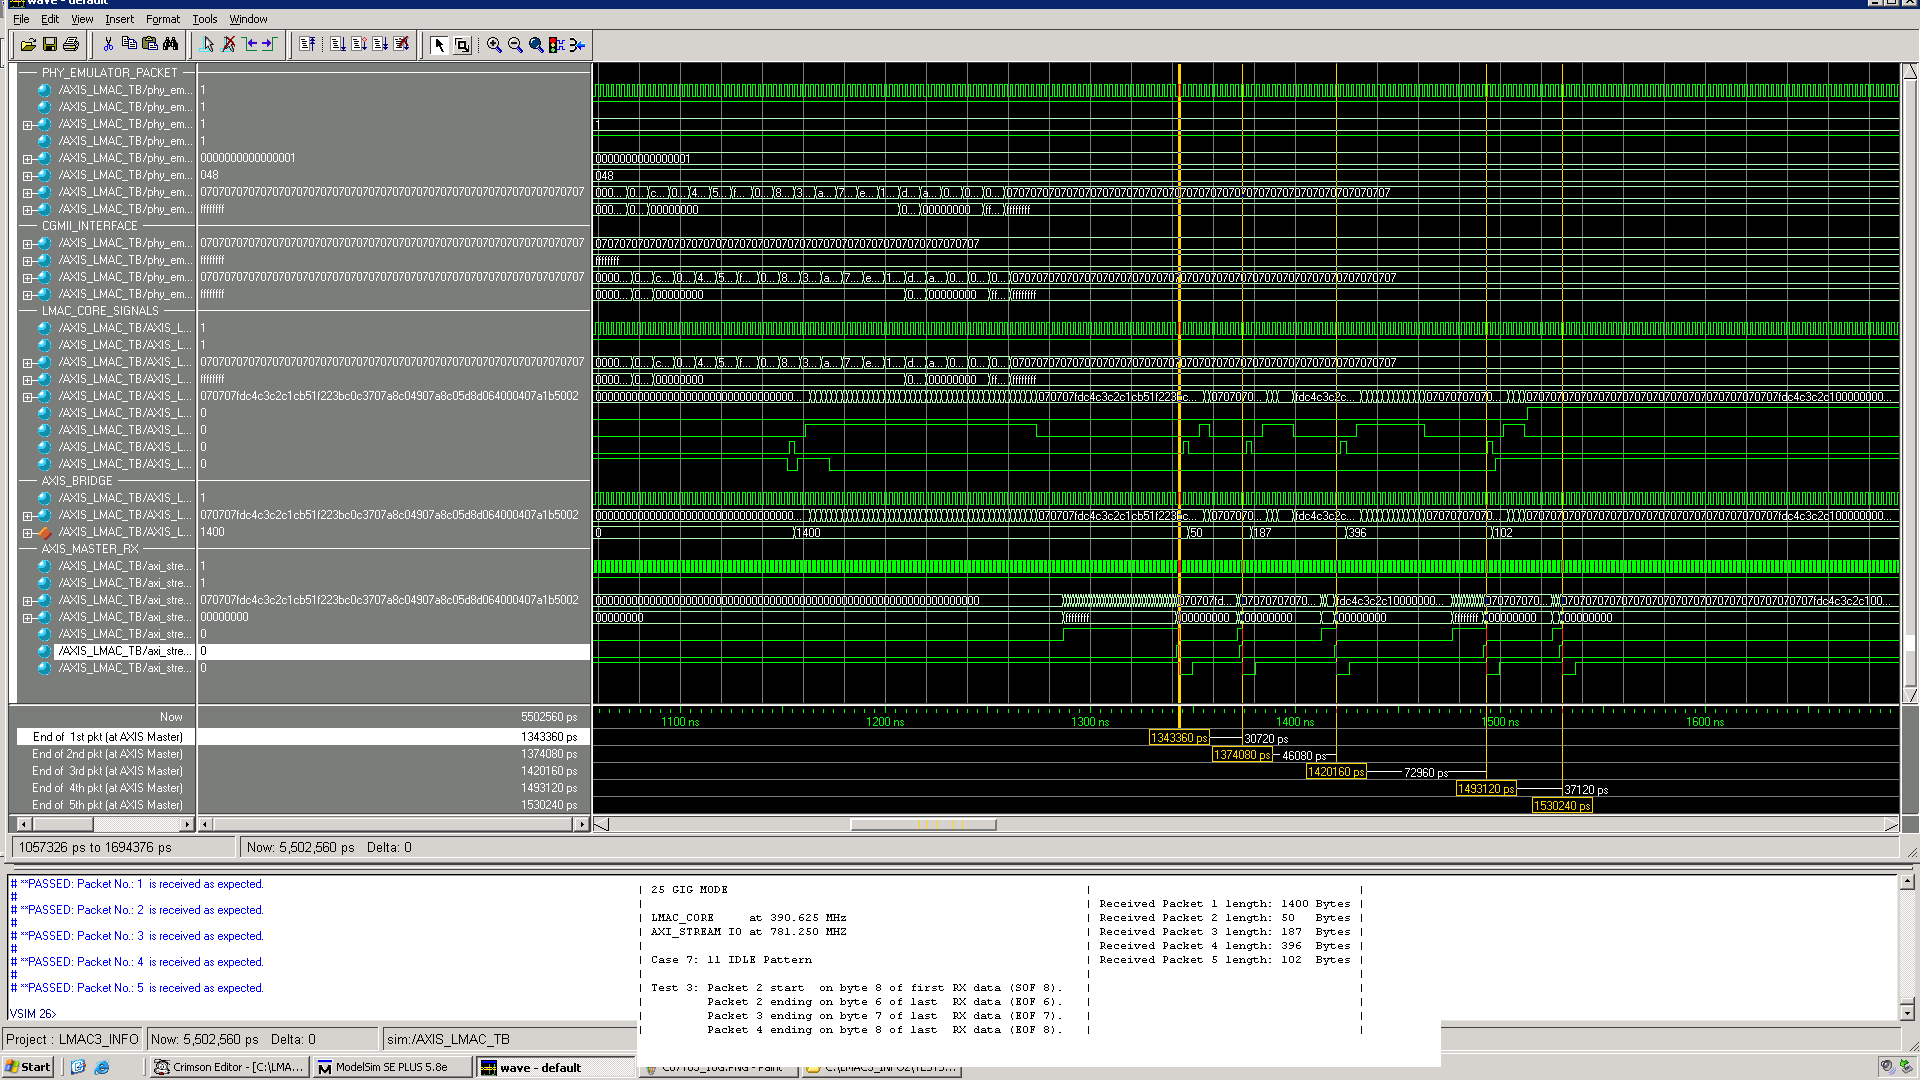 wave - default
File Edit View Insert Format Tools Window
PHY_EMULATOR_PACKET
/AXIS_LMAC_TB/phy_em... 1
/AXIS_LMAC_TB/phy_em... 1
/AXIS_LMAC_TB/phy_em... 1 1
/AXIS_LMAC_TB/phy_em... 1
/AXIS_LMAC_TB/phy_em... 0000000000000001 0000000000000001
/AXIS_LMAC_TB/phy_em... 048 048
/AXIS_LMAC_TB/phy_em... 0707070707070707070707070707070707070707070707070707070707070707
/AXIS_LMAC_TB/phy_em... ffffffff
CGMII_INTERFACE
/AXIS_LMAC_TB/phy_em... 0707070707070707070707070707070707070707070707070707070707070707
/AXIS_LMAC_TB/phy_em... ffffffff ffffffff
/AXIS_LMAC_TB/phy_em... 0707070707070707070707070707070707070707070707070707070707070707
/AXIS_LMAC_TB/phy_em... ffffffff
LMAC_CORE_SIGNALS
/AXIS_LMAC_TB/AXIS_L... 1
/AXIS_LMAC_TB/AXIS_L... 1
/AXIS_LMAC_TB/AXIS_L... 0707070707070707070707070707070707070707070707070707070707070707
/AXIS_LMAC_TB/AXIS_L... ffffffff
/AXIS_LMAC_TB/AXIS_L... 070707fdc4c3c2c1cb51f223bc0c3707a8c04907a8c05d8d064000407a1b5002
/AXIS_LMAC_TB/AXIS_L... 0
/AXIS_LMAC_TB/AXIS_L... 0
/AXIS_LMAC_TB/AXIS_L... 0
/AXIS_LMAC_TB/AXIS_L... 0
AXIS_BRIDGE
/AXIS_LMAC_TB/AXIS_L... 1
/AXIS_LMAC_TB/AXIS_L... 070707fdc4c3c2c1cb51f223bc0c3707a8c04907a8c05d8d064000407a1b5002
/AXIS_LMAC_TB/AXIS_L... 1400 0 1400 50 187 396 102
AXIS_MASTER_RX
/AXIS_LMAC_TB/axi_stre... 1
/AXIS_LMAC_TB/axi_stre... 1
/AXIS_LMAC_TB/axi_stre... 070707fdc4c3c2c1cb51f223bc0c3707a8c04907a8c05d8d064000407a1b5002
/AXIS_LMAC_TB/axi_stre... 00000000 00000000 ffffffff 00000000 00000000 00000000 ffffffff 00000000 00000000
/AXIS_LMAC_TB/axi_stre... 0
/AXIS_LMAC_TB/axi_stre... 0
/AXIS_LMAC_TB/axi_stre... 0
Now 5502560 ps 1100 ns 1200 ns 1300 ns 1400 ns 1500 ns 1600 ns
End of 1st pkt (at AXIS Master) 1343360 ps 1343360 ps 30720 ps
End of 2nd pkt (at AXIS Master) 1374080 ps 1374080 ps 46080 ps
End of 3rd pkt (at AXIS Master) 1420160 ps 1420160 ps 72960 ps
End of 4th pkt (at AXIS Master) 1493120 ps 1493120 ps 37120 ps
End of 5th pkt (at AXIS Master) 1530240 ps 1530240 ps
1057326 ps to 1694376 ps Now: 5,502,560 ps Delta: 0
# **PASSED: Packet No.: 1 is received as expected.
#
# **PASSED: Packet No.: 2 is received as expected.
#
# **PASSED: Packet No.: 3 is received as expected.
#
# **PASSED: Packet No.: 4 is received as expected.
#
# **PASSED: Packet No.: 5 is received as expected.
VSIM 26>
| 25 GIG MODE | |
| | Received Packet 1 length: 1400 Bytes |
| LMAC_CORE at 390.625 MHz | Received Packet 2 length: 50 Bytes |
| AXI_STREAM IO at 781.250 MHZ | Received Packet 3 length: 187 Bytes |
| | Received Packet 4 length: 396 Bytes |
| Case 7: 11 IDLE Pattern | Received Packet 5 length: 102 Bytes |
| | |
| Test 3: Packet 2 start on byte 8 of first RX data (SOF 8). | |
| Packet 2 ending on byte 6 of last RX data (EOF 6). | |
| Packet 3 ending on byte 7 of last RX data (EOF 7). | |
| Packet 4 ending on byte 8 of last RX data (EOF 8). | |
Project : LMAC3_INFO Now: 5,502,560 ps Delta: 0 sim:/AXIS_LMAC_TB
Start Crimson Editor - [C:\LMA... ModelSim SE PLUS 5.8e wave - default